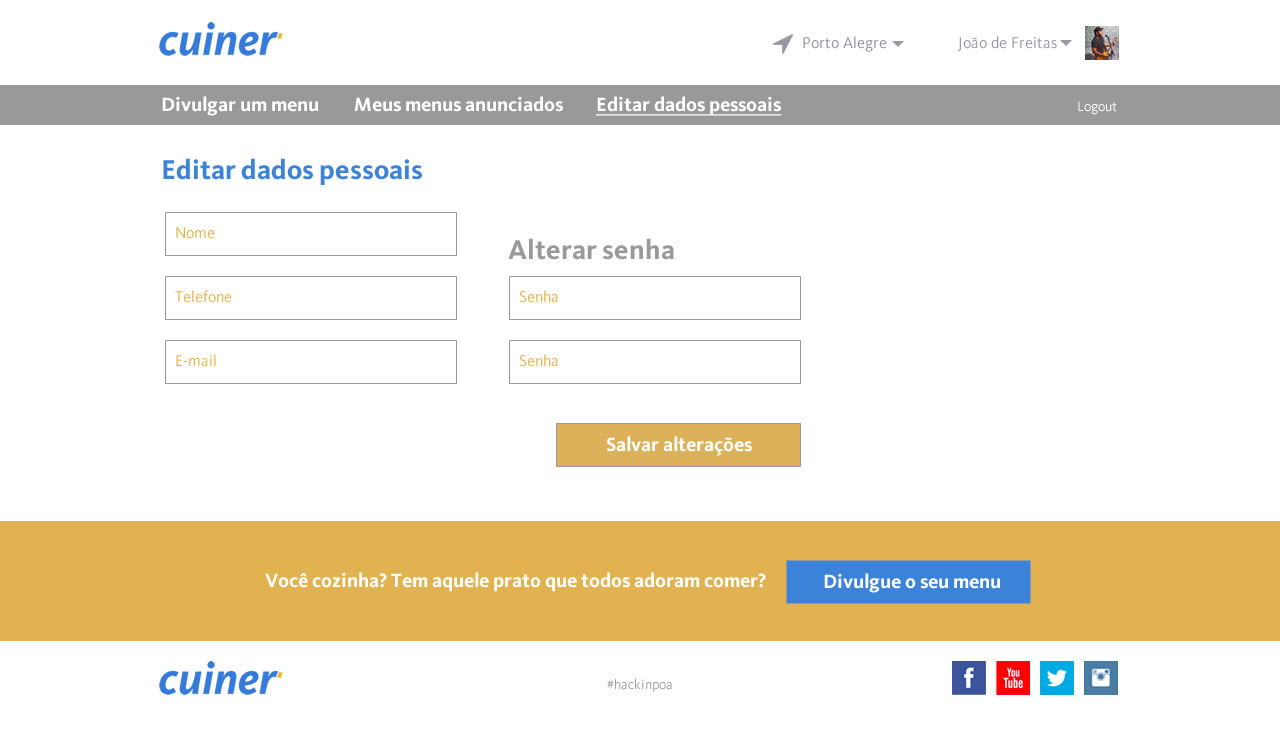 cuiner
Porto Alegre
João de Freitas
Divulgar um menu
Meus menus anunciados
Editar dados pessoais
Logout
Editar dados pessoais
Nome
Alterar senha
Telefone
Senha
E-mail
Senha
Salvar alterações
Você cozinha? Tem aquele prato que todos adoram comer?
Divulgue o seu menu
cuiner
#hackinpoa
You
Tube